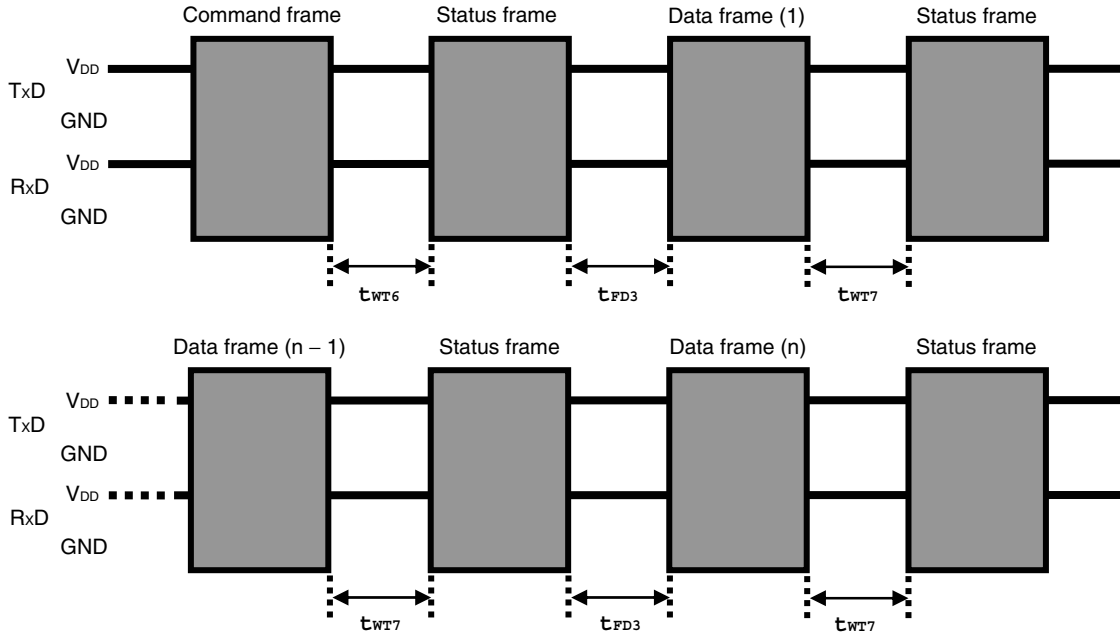 Command frame Status frame Data frame (1) Status frame
VDD
TxD
GND
VDD
RxD
GND
tWT6 tFD3 tWT7
Data frame (n – 1) Status frame Data frame (n) Status frame
VDD
TxD
GND
VDD
RxD
GND
tWT7 tFD3 tWT7